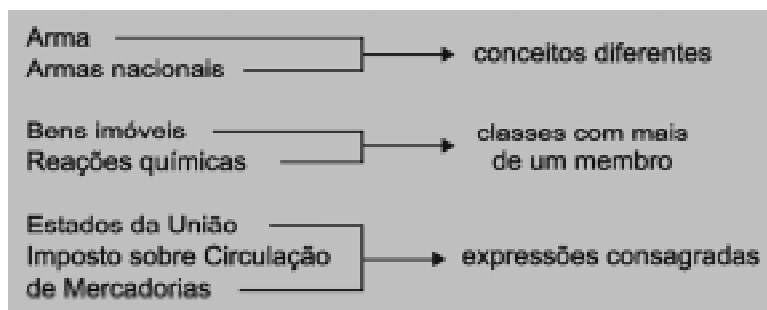 Arma
Armas nacionais
conceitos diferentes
Bens imóveis
Reações químicas
classes com mais
de um membro
Estados da União
Imposto sobre Circulação
de Mercadorias
expressões consagradas